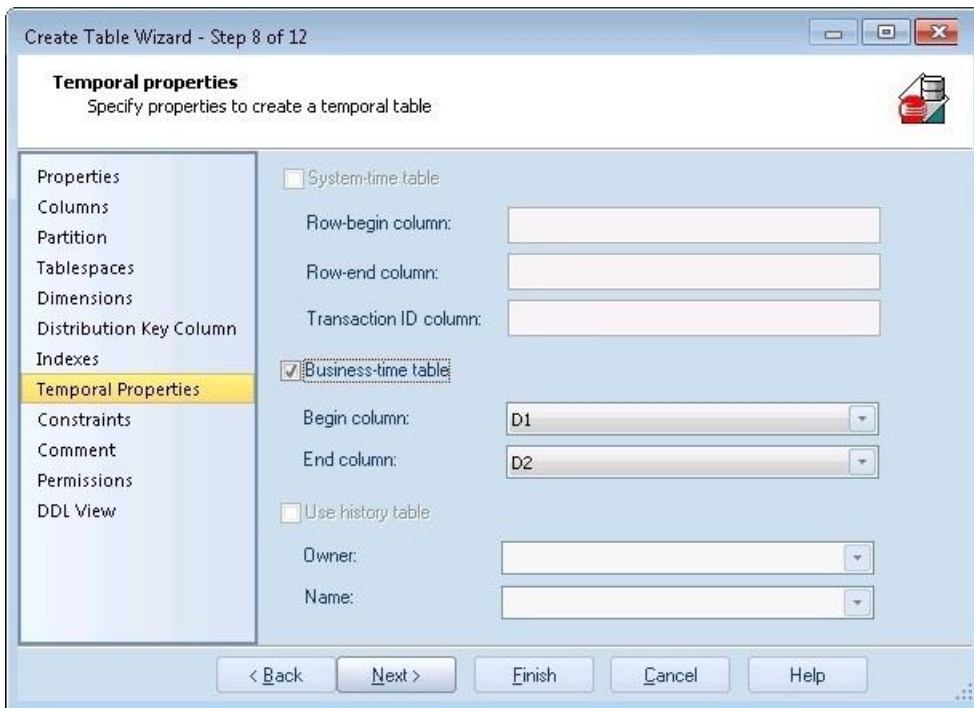 Create Table Wizard - Step 8 of 12
Temporal properties
Specify properties to create a temporal table
Properties
Columns
Partition
Tablespaces
Dimensions
Distribution Key Column
Indexes
Temporal Properties
Constraints
Comment
Permissions
DDL View
System-time table
Row-begin column:
Row-end column:
Transaction ID column:
Business-time table
Begin column: D1
End column: D2
Use history table
Owner:
Name:
< Back Next > Finish Cancel Help